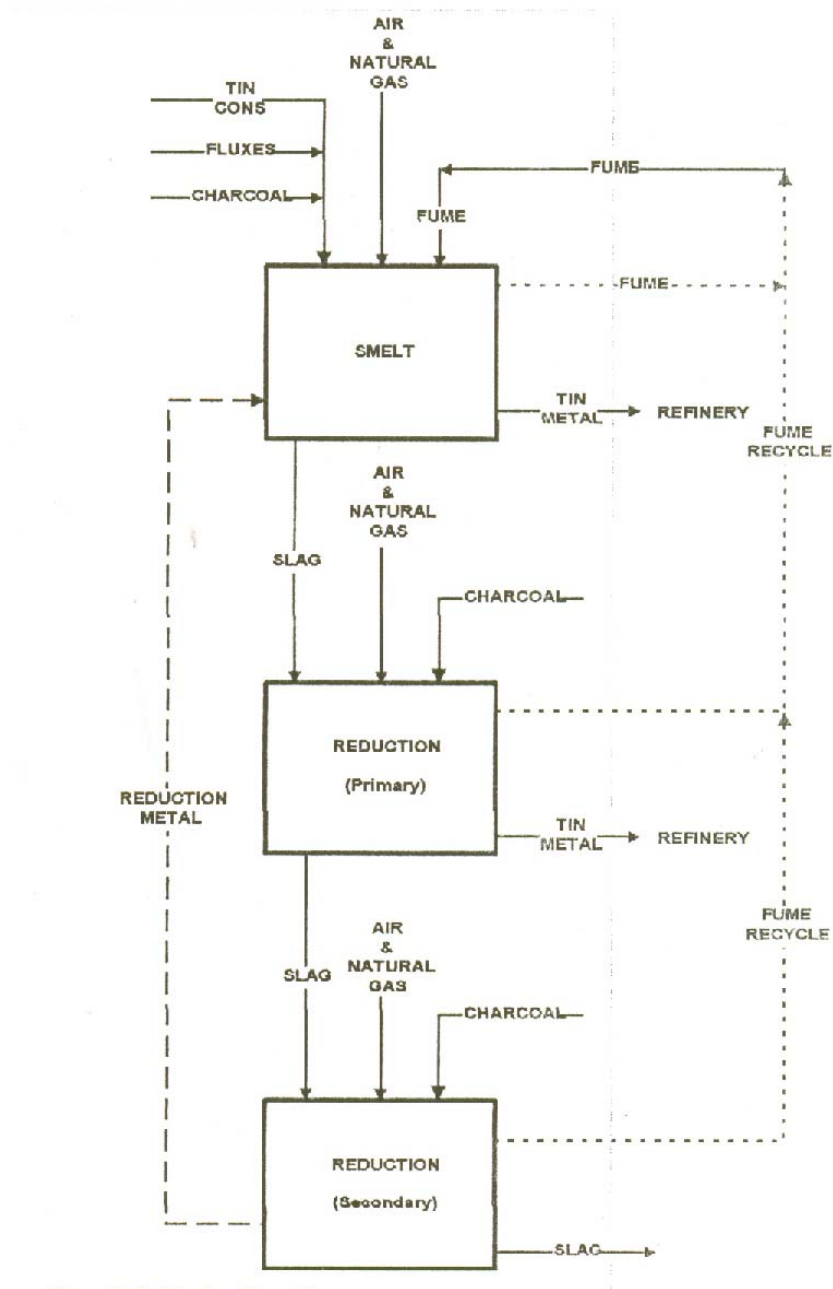 AIR
&
NATURAL
GAS
TIN
CONS
FLUXES
CHARCOAL
FUME
FUME
FUME
SMELT
TIN
METAL
REFINERY
FUME
RECYCLE
AIR
&
NATURAL
GAS
SLAG
CHARCOAL
REDUCTION
(Primary)
REDUCTION
METAL
TIN
METAL
REFINERY
FUME
RECYCLE
AIR
&
NATURAL
GAS
SLAG
CHARCOAL
REDUCTION
(Secondary)
SLAG